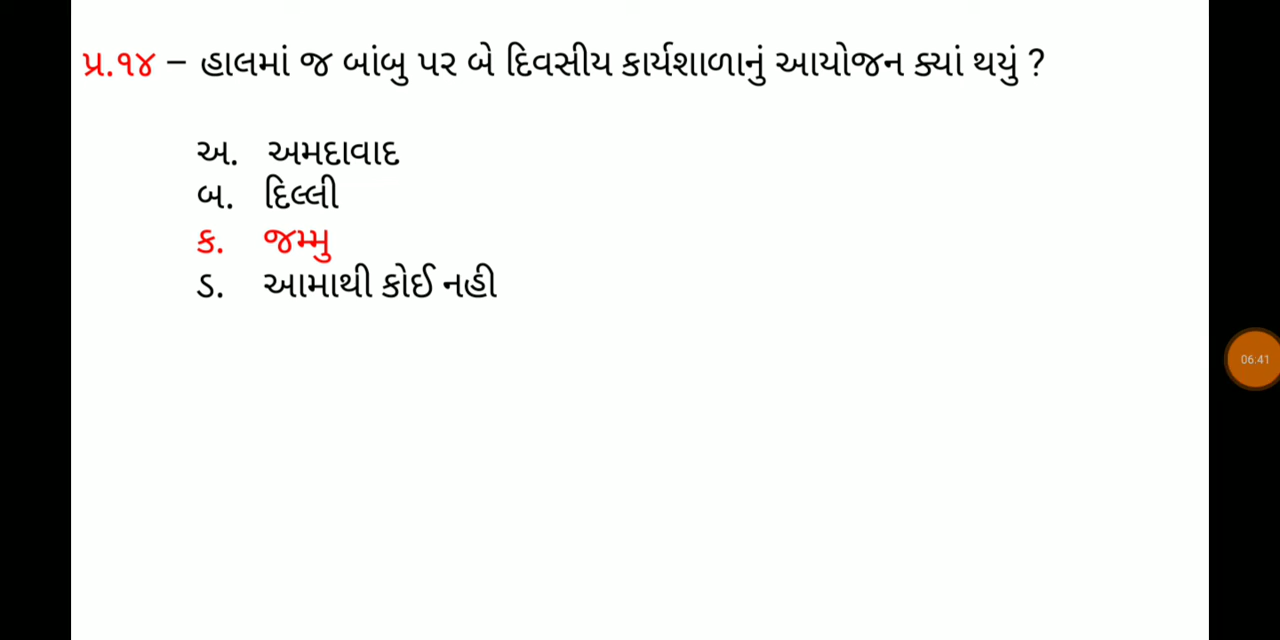 પ્ર.૧૪ – હાલમાં જ બાંબુ પર બે દિવસીય કાર્યશાળાનું આયોજન ક્યાં થયું ?
અ. અમદાવાદ
બ. દિલ્લી
ક. જમ્મુ
ડ. આમાથી કોઈ નહી
06:41